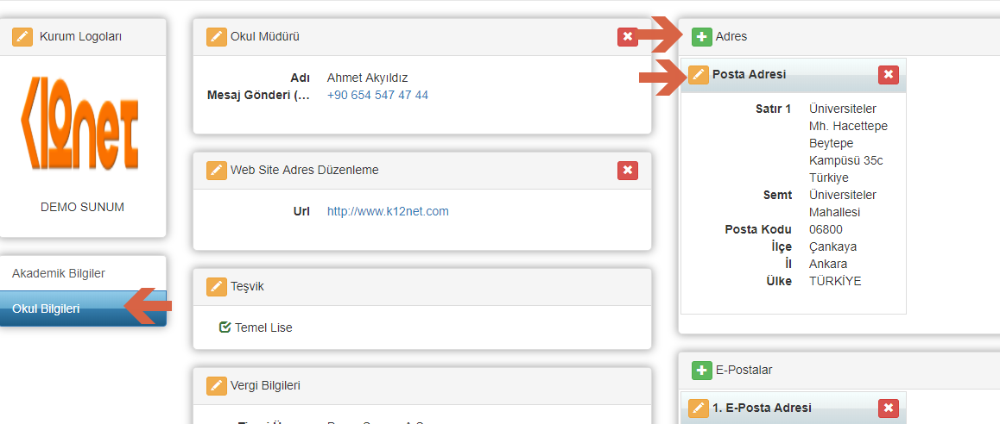 Kurum Logoları
k12net
DEMO SUNUM
Akademik Bilgiler
Okul Bilgileri
Okul Müdürü
Adı Ahmet Akyıldız
Mesaj Gönderi (... +90 654 547 47 44
Web Site Adres Düzenleme
Url http://www.k12net.com
Teşvik
Temel Lise
Vergi Bilgileri
Adres
Posta Adresi
Satır 1 Üniversiteler
Mh. Hacettepe
Beytepe
Kampüsü 35c
Türkiye
Semt Üniversiteler
Mahallesi
Posta Kodu 06800
İlçe Çankaya
İl Ankara
Ülke TÜRKİYE
E-Postalar
1. E-Posta Adresi